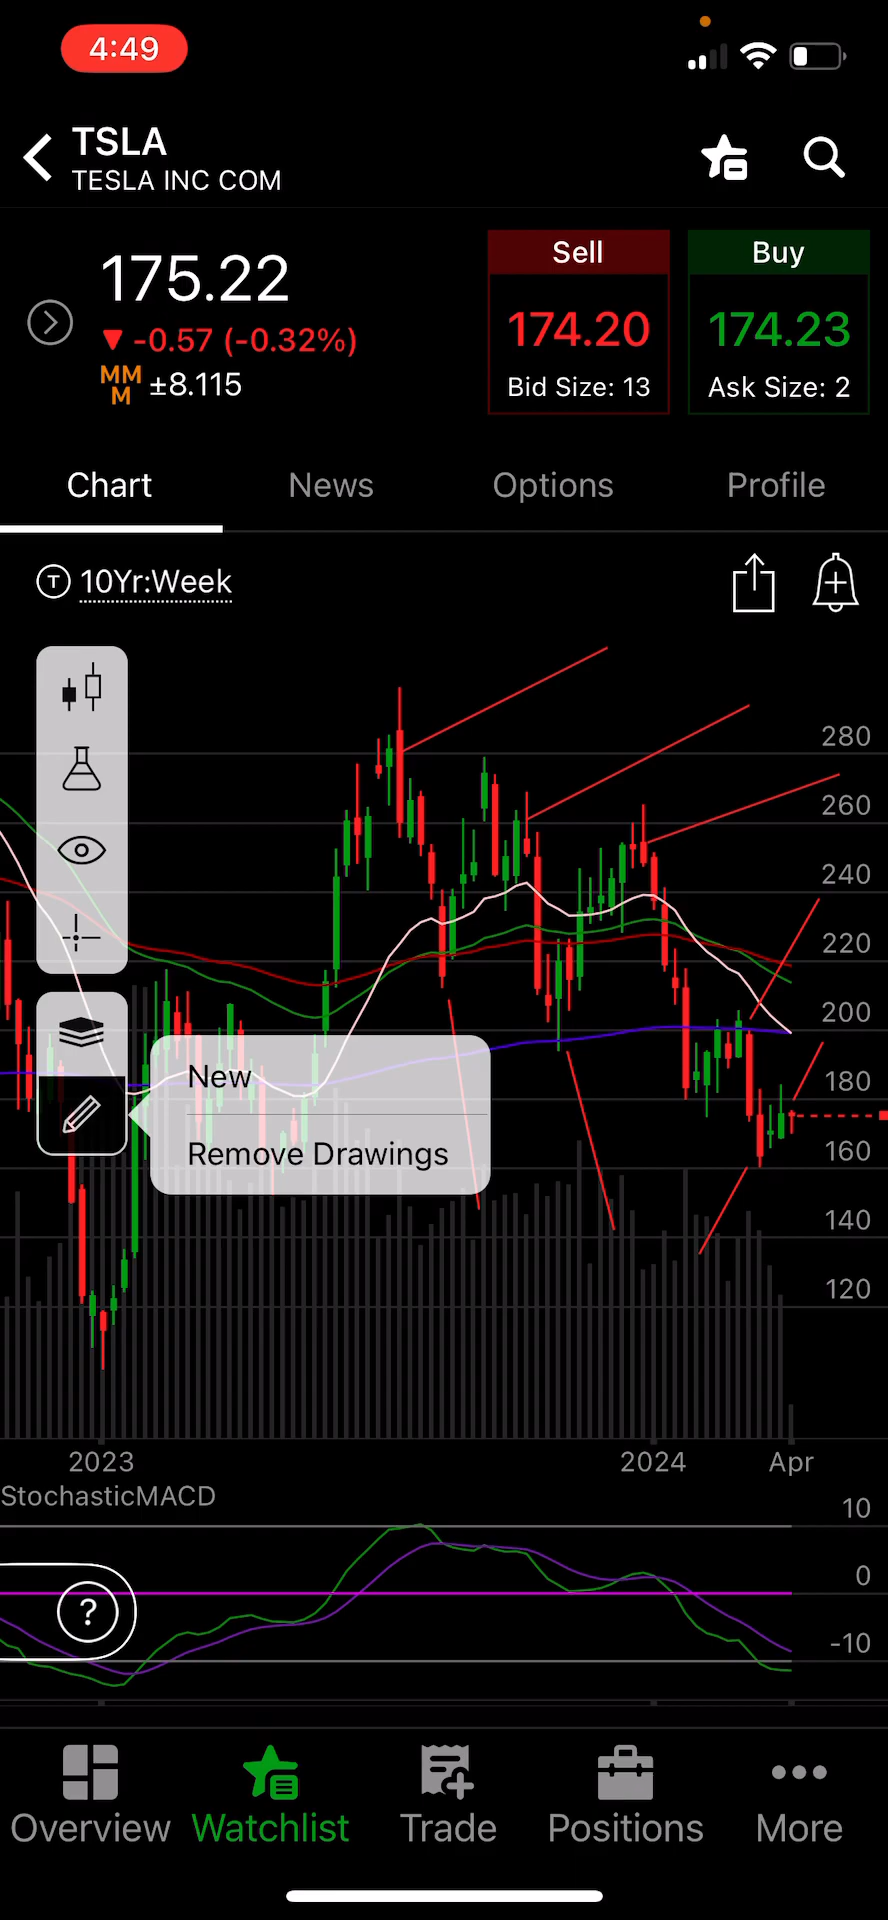 4:49
TSLA
TESLA INC COM
175.22
-0.57 (-0.32%)
MM
M
±8.115
Sell
174.20
Bid Size: 13
Buy
174.23
Ask Size: 2
Chart
News
Options
Profile
T
10Yr:Week
280
260
240
220
200
180
160
140
120
New
Remove Drawings
2023
2024
Apr
StochasticMACD
10
0
-10
?
Overview
Watchlist
Trade
Positions
More